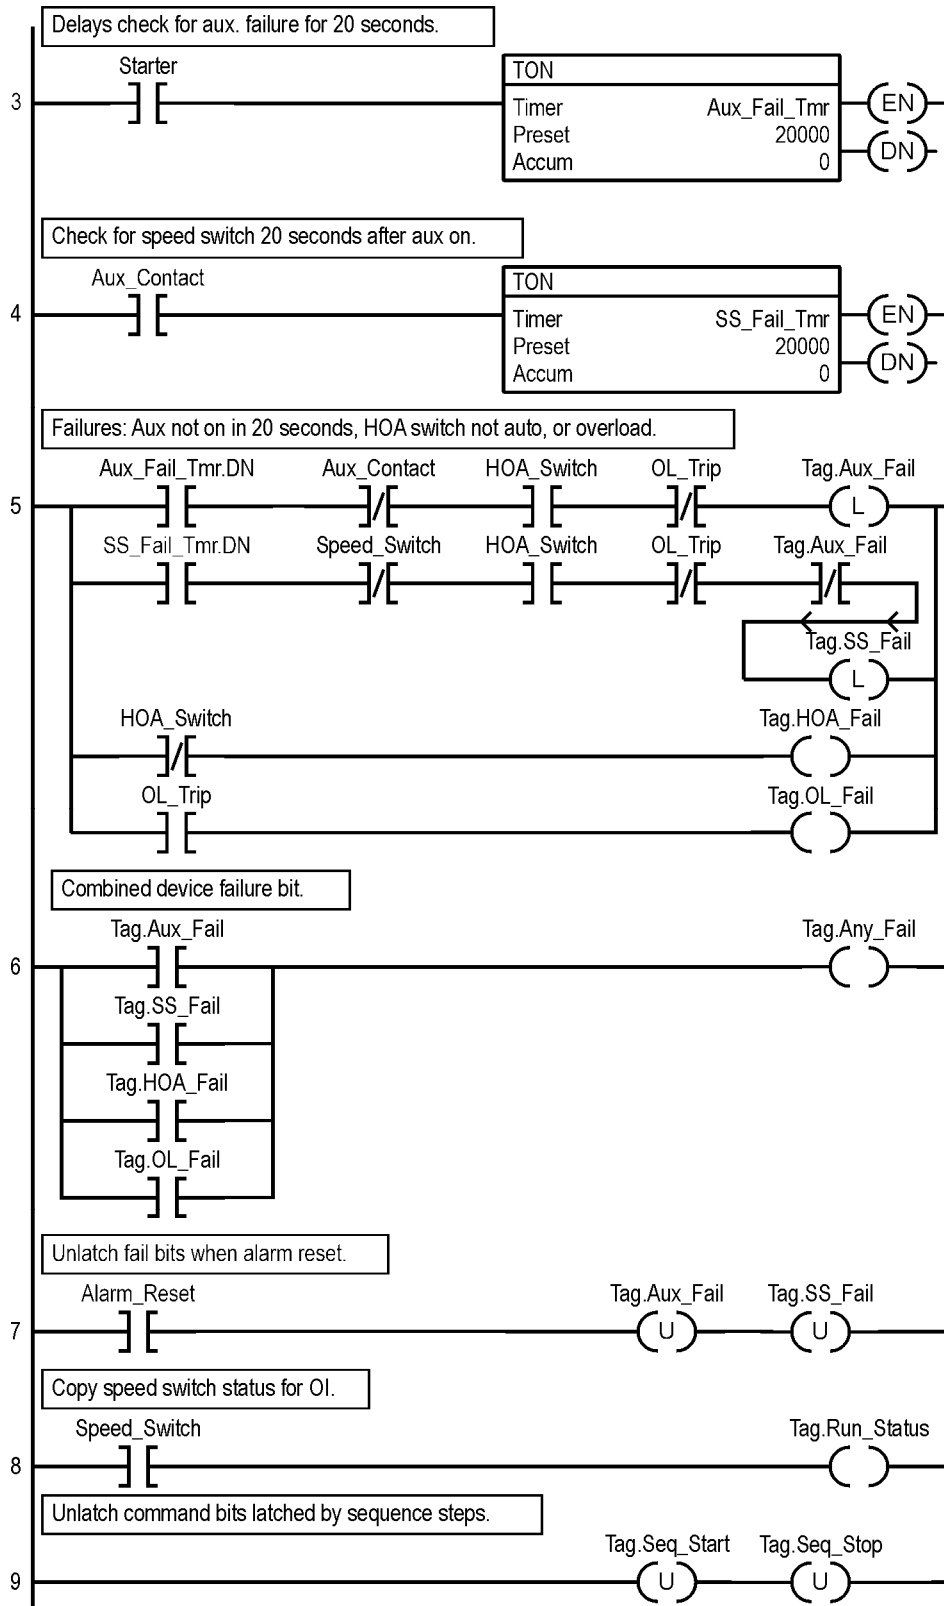 Delays check for aux. failure for 20 seconds.
Starter
3
TON
Timer Aux_Fail_Tmr
Preset 20000
Accum 0
EN
DN
Check for speed switch 20 seconds after aux on.
Aux_Contact
4
TON
Timer SS_Fail_Tmr
Preset 20000
Accum 0
EN
DN
Failures: Aux not on in 20 seconds, HOA switch not auto, or overload.
Aux_Fail_Tmr.DN Aux_Contact HOA_Switch OL_Trip Tag.Aux_Fail
5
L
SS_Fail_Tmr.DN Speed_Switch HOA_Switch OL_Trip Tag.Aux_Fail
Tag.SS_Fail
L
HOA_Switch Tag.HOA_Fail
OL_Trip Tag.OL_Fail
Combined device failure bit.
Tag.Aux_Fail Tag.Any_Fail
6
Tag.SS_Fail
Tag.HOA_Fail
Tag.OL_Fail
Unlatch fail bits when alarm reset.
Alarm_Reset Tag.Aux_Fail Tag.SS_Fail
7 U U
Copy speed switch status for OI.
Speed_Switch Tag.Run_Status
8
Unlatch command bits latched by sequence steps.
Tag.Seq_Start Tag.Seq_Stop
9 U U